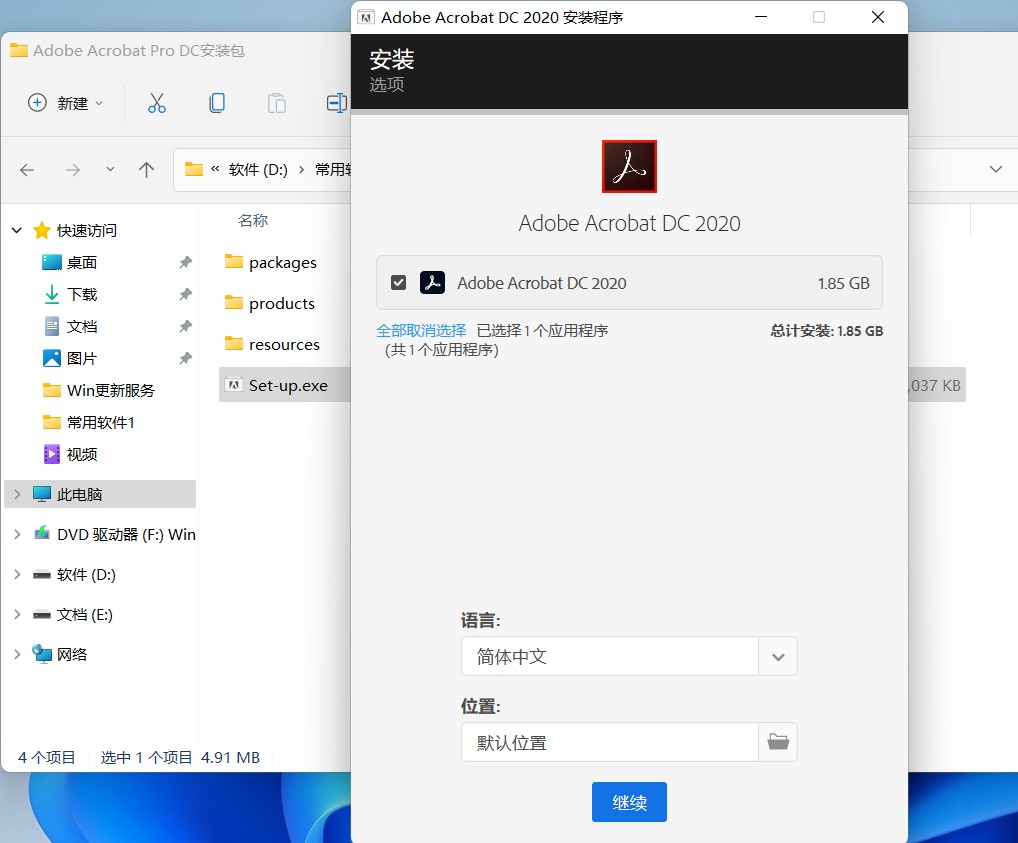 Adobe Acrobat DC 2020 安装程序
Adobe Acrobat Pro DC安装包
安装
选项
新建
« 软件 (D:) › 常用
Adobe Acrobat DC 2020
Adobe Acrobat DC 2020 1.85 GB
全部取消选择 已选择 1 个应用程序
(共 1 个应用程序)
总计安装: 1.85 GB
名称
快速访问
桌面
下载
文档
图片
Win更新服务
常用软件1
视频
此电脑
DVD 驱动器 (F:) Win
软件 (D:)
文档 (E:)
网络
packages
products
resources
Set-up.exe
,037 KB
语言:
简体中文
位置:
默认位置
继续
4 个项目 选中 1 个项目 4.91 MB